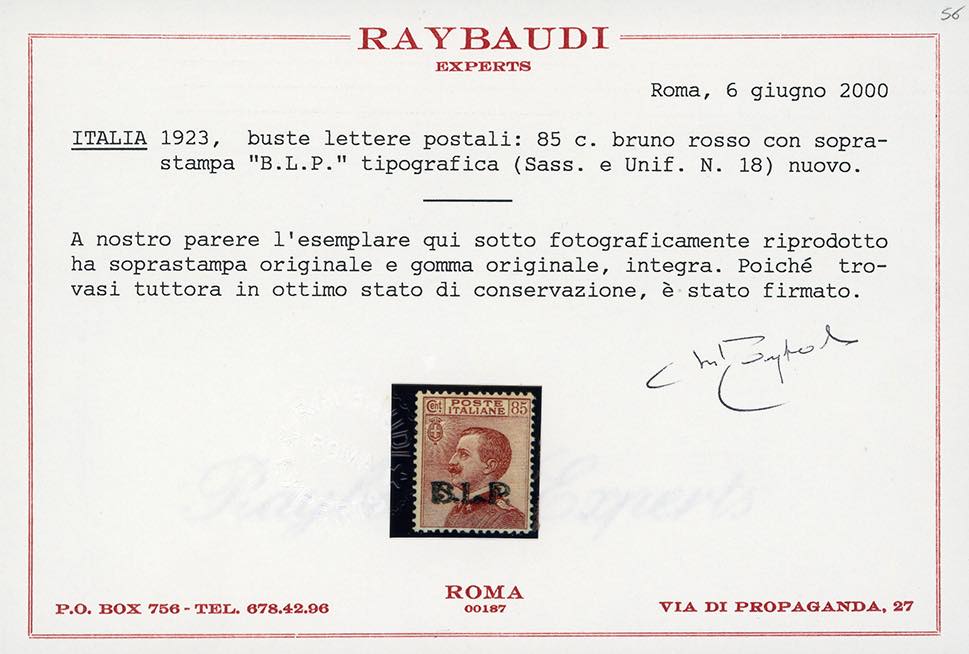 56
RAYBAUDI
EXPERTS
Roma, 6 giugno 2000
ITALIA 1923, buste lettere postali: 85 c. bruno rosso con sopra-
stampa "B.L.P." tipografica (Sass. e Unif. N. 18) nuovo.
A nostro parere l'esemplare qui sotto fotograficamente riprodotto
ha soprastampa originale e gomma originale, integra. Poiché tro-
vasi tuttora in ottimo stato di conservazione, è stato firmato.
Cent. POSTE ITALIANE 85
B.L.P.
Raybaudi Experts
ROMA
00187
P.O. BOX 756 - TEL. 678.42.96
VIA DI PROPAGANDA, 27